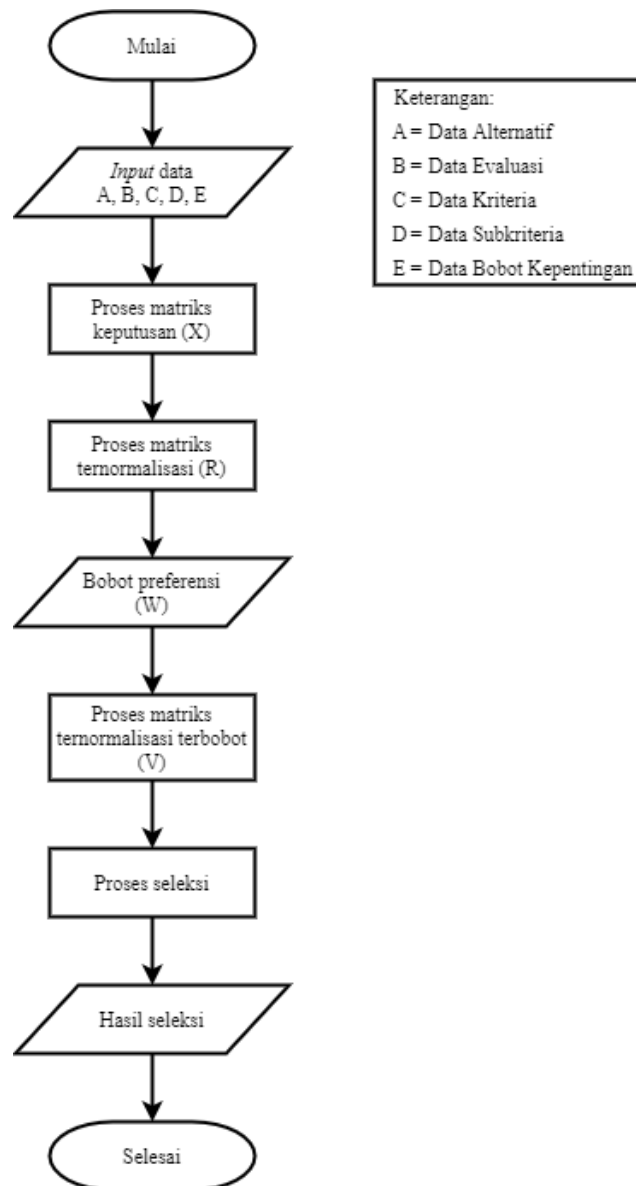 Mulai
Input data
A, B, C, D, E
Proses matriks
keputusan (X)
Proses matriks
ternormalisasi (R)
Bobot preferensi
(W)
Proses matriks
ternormalisasi terbobot
(V)
Proses seleksi
Hasil seleksi
Selesai
Keterangan:
A = Data Alternatif
B = Data Evaluasi
C = Data Kriteria
D = Data Subkriteria
E = Data Bobot Kepentingan